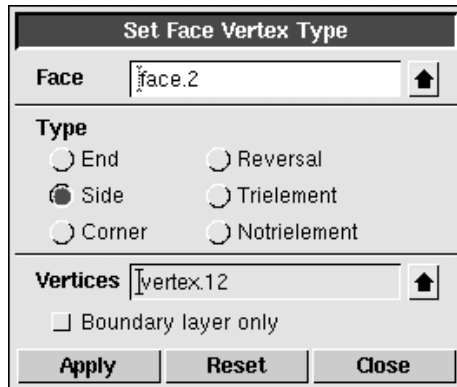 Set Face Vertex Type
Face face.2
Type
End Reversal
Side Trielement
Corner Notrielement
Vertices vertex.12
Boundary layer only
Apply Reset Close